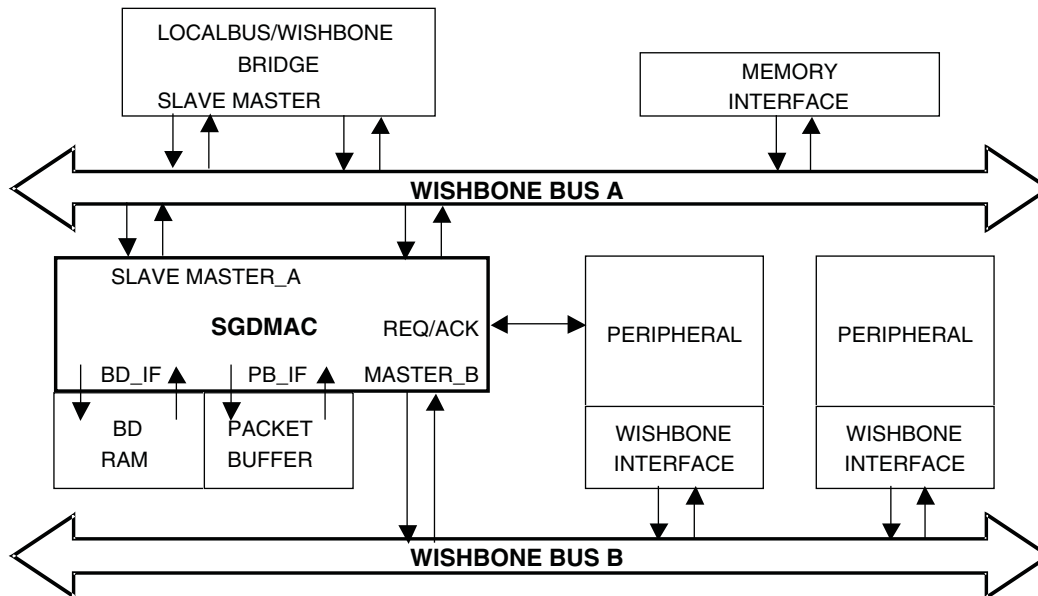 LOCALBUS/WISHBONE
BRIDGE
SLAVE MASTER
MEMORY
INTERFACE
WISHBONE BUS A
SLAVE MASTER_A
SGDMAC
REQ/ACK
BD_IF
PB_IF
MASTER_B
BD
RAM
PACKET
BUFFER
PERIPHERAL
WISHBONE
INTERFACE
PERIPHERAL
WISHBONE
INTERFACE
WISHBONE BUS B